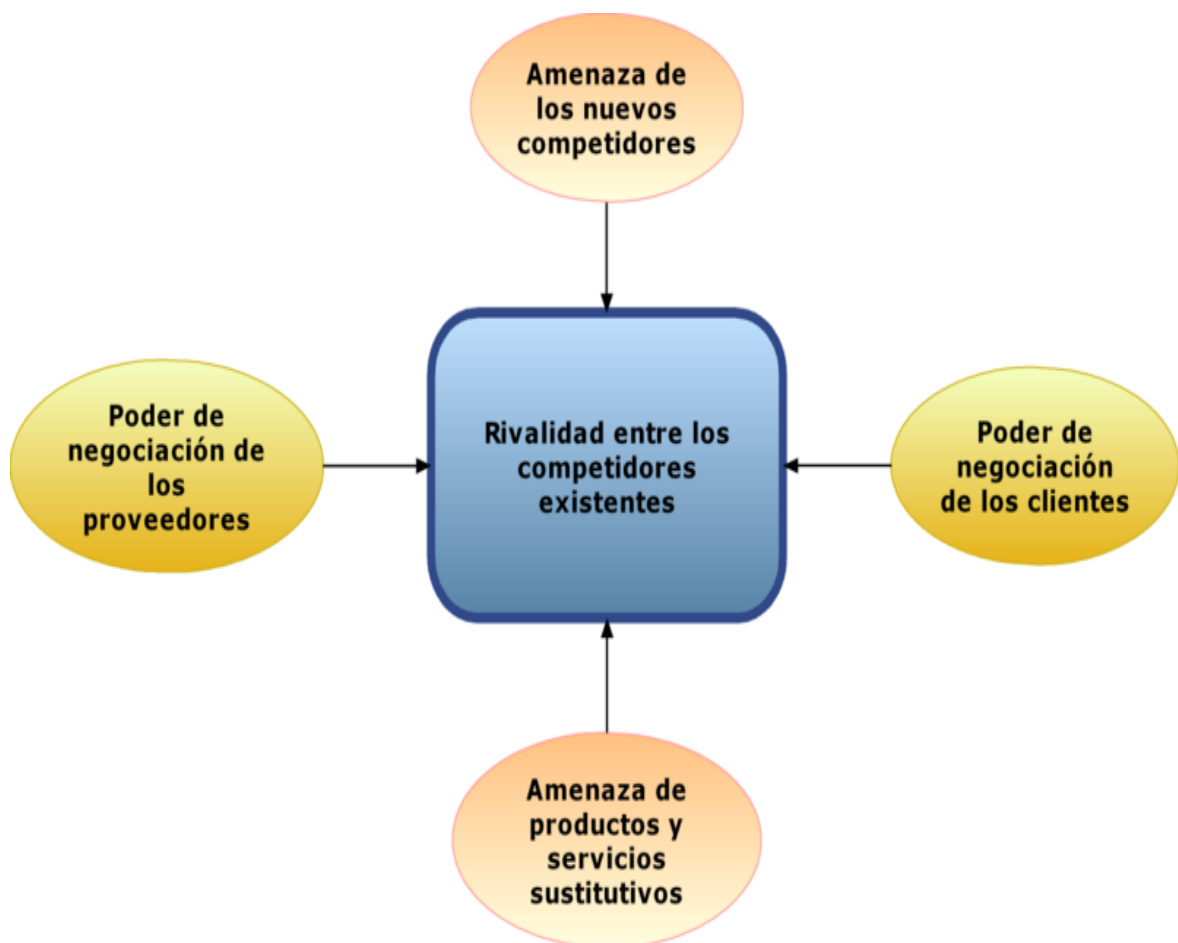 Amenaza de
los nuevos
competidores
Poder de
negociación de
los
proveedores
Rivalidad entre los
competidores
existentes
Poder de
negociación
de los clientes
Amenaza de
productos y
servicios
sustitutivos